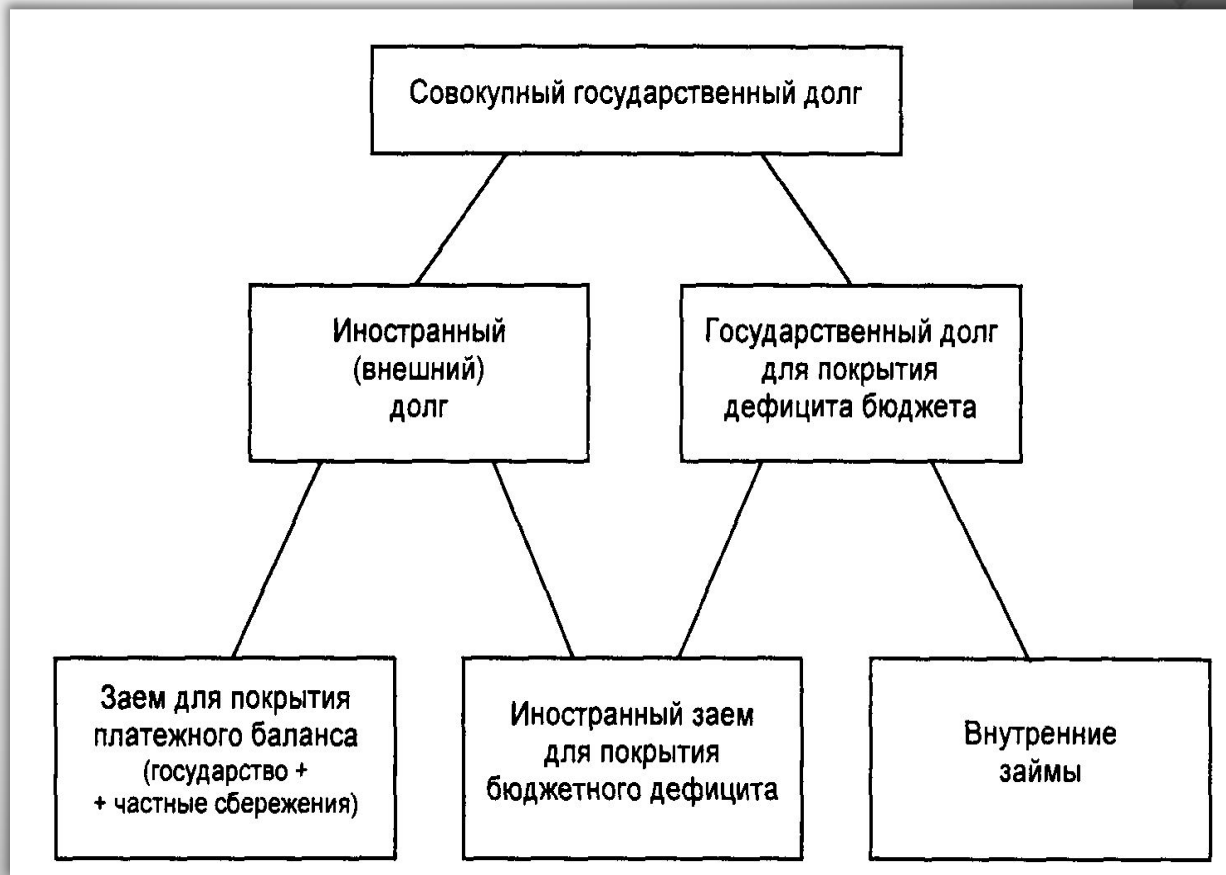 Совокупный государственный долг
Иностранный
(внешний)
долг
Государственный долг
для покрытия
дефицита бюджета
Заем для покрытия
платежного баланса
(государство +
+ частные сбережения)
Иностранный заем
для покрытия
бюджетного дефицита
Внутренние
займы